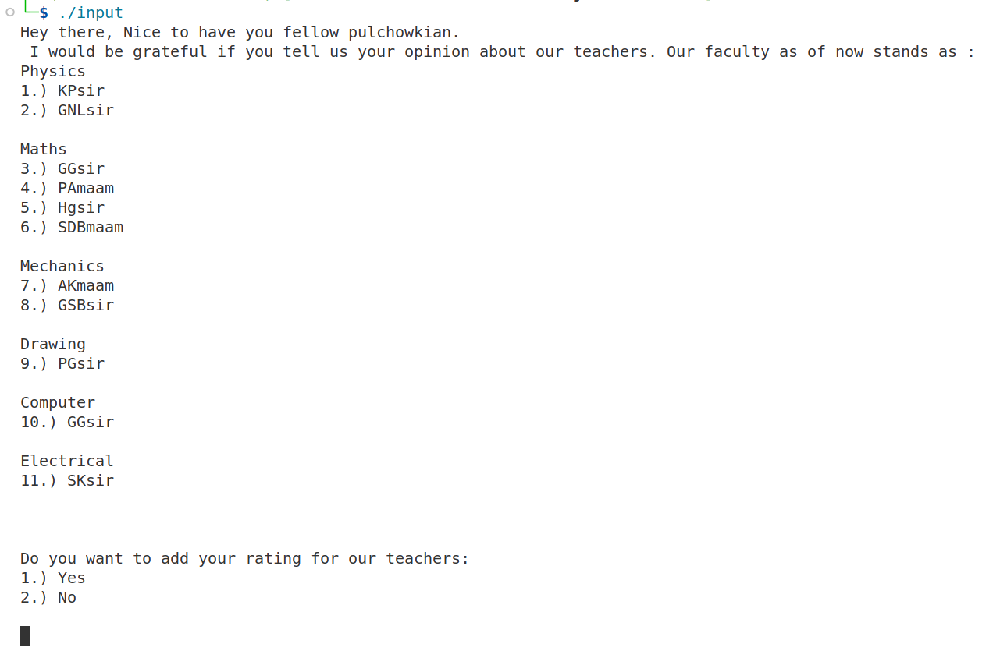 $ ./input
Hey there, Nice to have you fellow pulchowkian.
I would be grateful if you tell us your opinion about our teachers. Our faculty as of now stands as :
Physics
1.) KPsir
2.) GNLsir
Maths
3.) GGsir
4.) PAmaam
5.) Hgsir
6.) SDBmaam
Mechanics
7.) AKmaam
8.) GSBsir
Drawing
9.) PGsir
Computer
10.) GGsir
Electrical
11.) SKsir
Do you want to add your rating for our teachers:
1.) Yes
2.) No